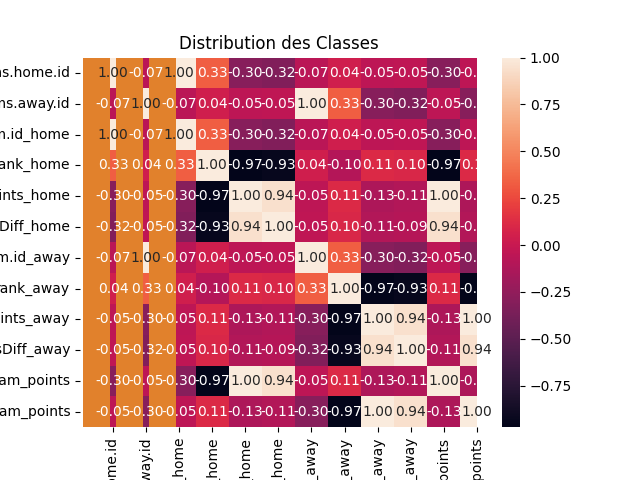 Distribution des Classes
ns.home.id 1.00 -0.07 1.00 0.33 -0.30 -0.32 -0.07 0.04 -0.05 -0.05 -0.30 -0.
ms.away.id -0.07 1.00 -0.07 0.04 -0.05 -0.05 1.00 0.33 -0.30 -0.32 -0.05 -0.
m.id_home 1.00 -0.07 1.00 0.33 -0.30 -0.32 -0.07 0.04 -0.05 -0.05 -0.30 -0.
ank_home 0.33 0.04 0.33 1.00 -0.97 -0.93 0.04 -0.10 0.11 0.10 -0.97 0.1
ints_home -0.30 -0.05 -0.30 -0.97 1.00 0.94 -0.05 0.11 -0.13 -0.11 1.00 -0.
Diff_home -0.32 -0.05 -0.32 -0.93 0.94 1.00 -0.05 0.10 -0.11 -0.09 0.94 -0.
m.id_away -0.07 1.00 -0.07 0.04 -0.05 -0.05 1.00 0.33 -0.30 -0.32 -0.05 -0.
rank_away 0.04 0.33 0.04 -0.10 0.11 0.10 0.33 1.00 -0.97 -0.93 0.11 -0.
ints_away -0.05 -0.30 -0.05 0.11 -0.13 -0.11 -0.30 -0.97 1.00 0.94 -0.13 1.00
sDiff_away -0.05 -0.32 -0.05 0.10 -0.11 -0.09 -0.32 -0.93 0.94 1.00 -0.11 0.94
am_points -0.30 -0.05 -0.30 -0.97 1.00 0.94 -0.05 0.11 -0.13 -0.11 1.00 -0.
am_points -0.05 -0.30 -0.05 0.11 -0.13 -0.11 -0.30 -0.97 1.00 0.94 -0.13 1.00
ome.id
way.id
_home
_home
_home
_home
_away
_away
_away
_away
points
points
1.00
0.75
0.50
0.25
0.00
−0.25
−0.50
−0.75